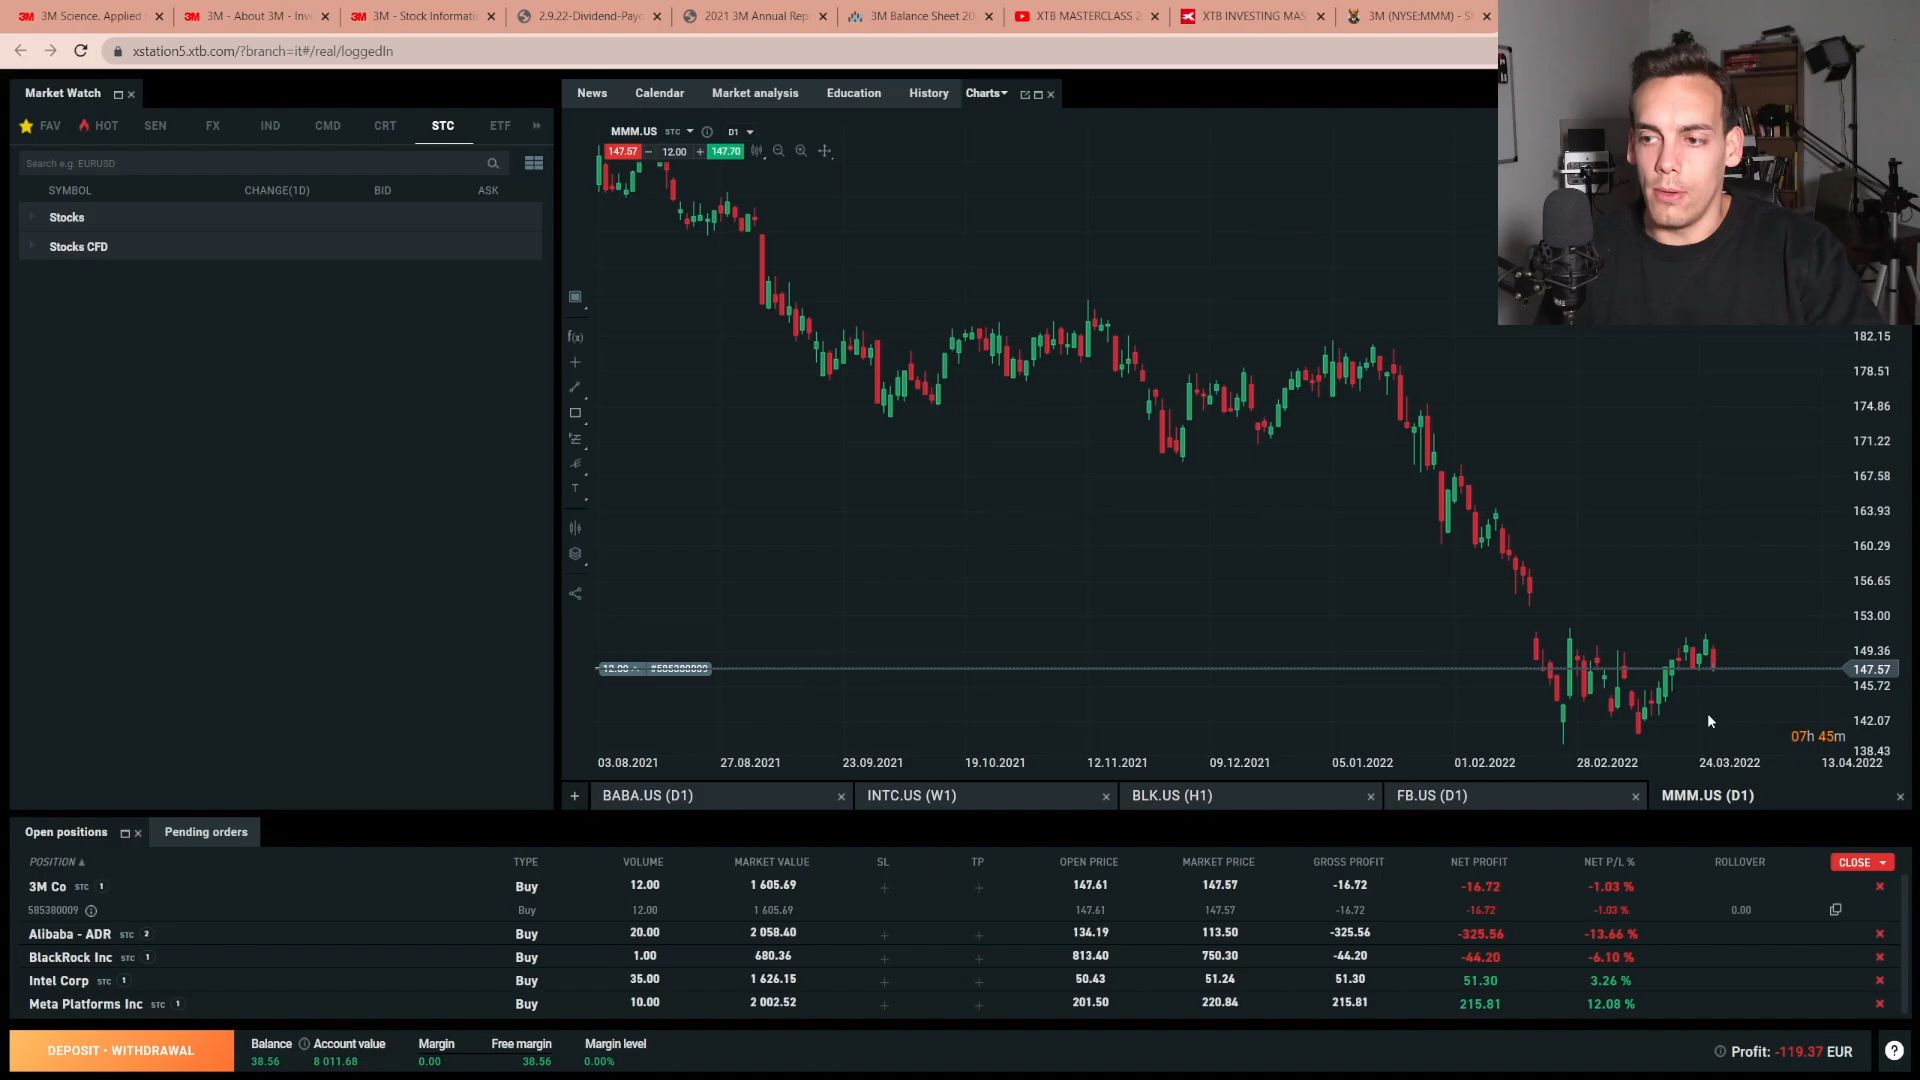 3M Science. Applied
3M - About 3M - Inv
3M - Stock Informati
2.9.22-Dividend-Payc
2021 3M Annual Rep
3M Balance Sheet 20
XTB MASTERCLASS 2
XTB INVESTING MAS
3M (NYSE:MMM) - S
xstation5.xtb.com/?branch=it#/real/loggedIn
Market Watch
News Calendar Market analysis Education History Charts
FAV HOT SEN FX IND CMD CRT STC ETF
Search e.g. EURUSD
SYMBOL CHANGE(1D) BID ASK
Stocks
Stocks CFD
MMM.US STC D1
147.57 − 12.00 + 147.70
f(x)
T
182.15
178.51
174.86
171.22
167.58
163.93
160.29
156.65
153.00
149.36
147.57
145.72
142.07
138.43
12.00 #585380009
07h 45m
03.08.2021 27.08.2021 23.09.2021 19.10.2021 12.11.2021 09.12.2021 05.01.2022 01.02.2022 28.02.2022 24.03.2022 13.04.2022
+ BABA.US (D1) INTC.US (W1) BLK.US (H1) FB.US (D1) MMM.US (D1)
Open positions Pending orders
POSITION TYPE VOLUME MARKET VALUE SL TP OPEN PRICE MARKET PRICE GROSS PROFIT NET PROFIT NET P/L % ROLLOVER CLOSE
3M Co STC 1 Buy 12.00 1 605.69 + + 147.61 147.57 -16.72 -16.72 -1.03 %
585380009 Buy 12.00 1 605.69 147.61 147.57 -16.72 -16.72 -1.03 % 0.00
Alibaba - ADR STC 2 Buy 20.00 2 058.40 + + 134.19 113.50 -325.56 -325.56 -13.66 %
BlackRock Inc STC 1 Buy 1.00 680.36 + + 813.40 750.30 -44.20 -44.20 -6.10 %
Intel Corp STC 1 Buy 35.00 1 626.15 + + 50.43 51.24 51.30 51.30 3.26 %
Meta Platforms Inc STC 1 Buy 10.00 2 002.52 + + 201.50 220.84 215.81 215.81 12.08 %
DEPOSIT • WITHDRAWAL
Balance Account value Margin Free margin Margin level
38.56 8 011.68 0.00 38.56 0.00%
Profit: -119.37 EUR
?